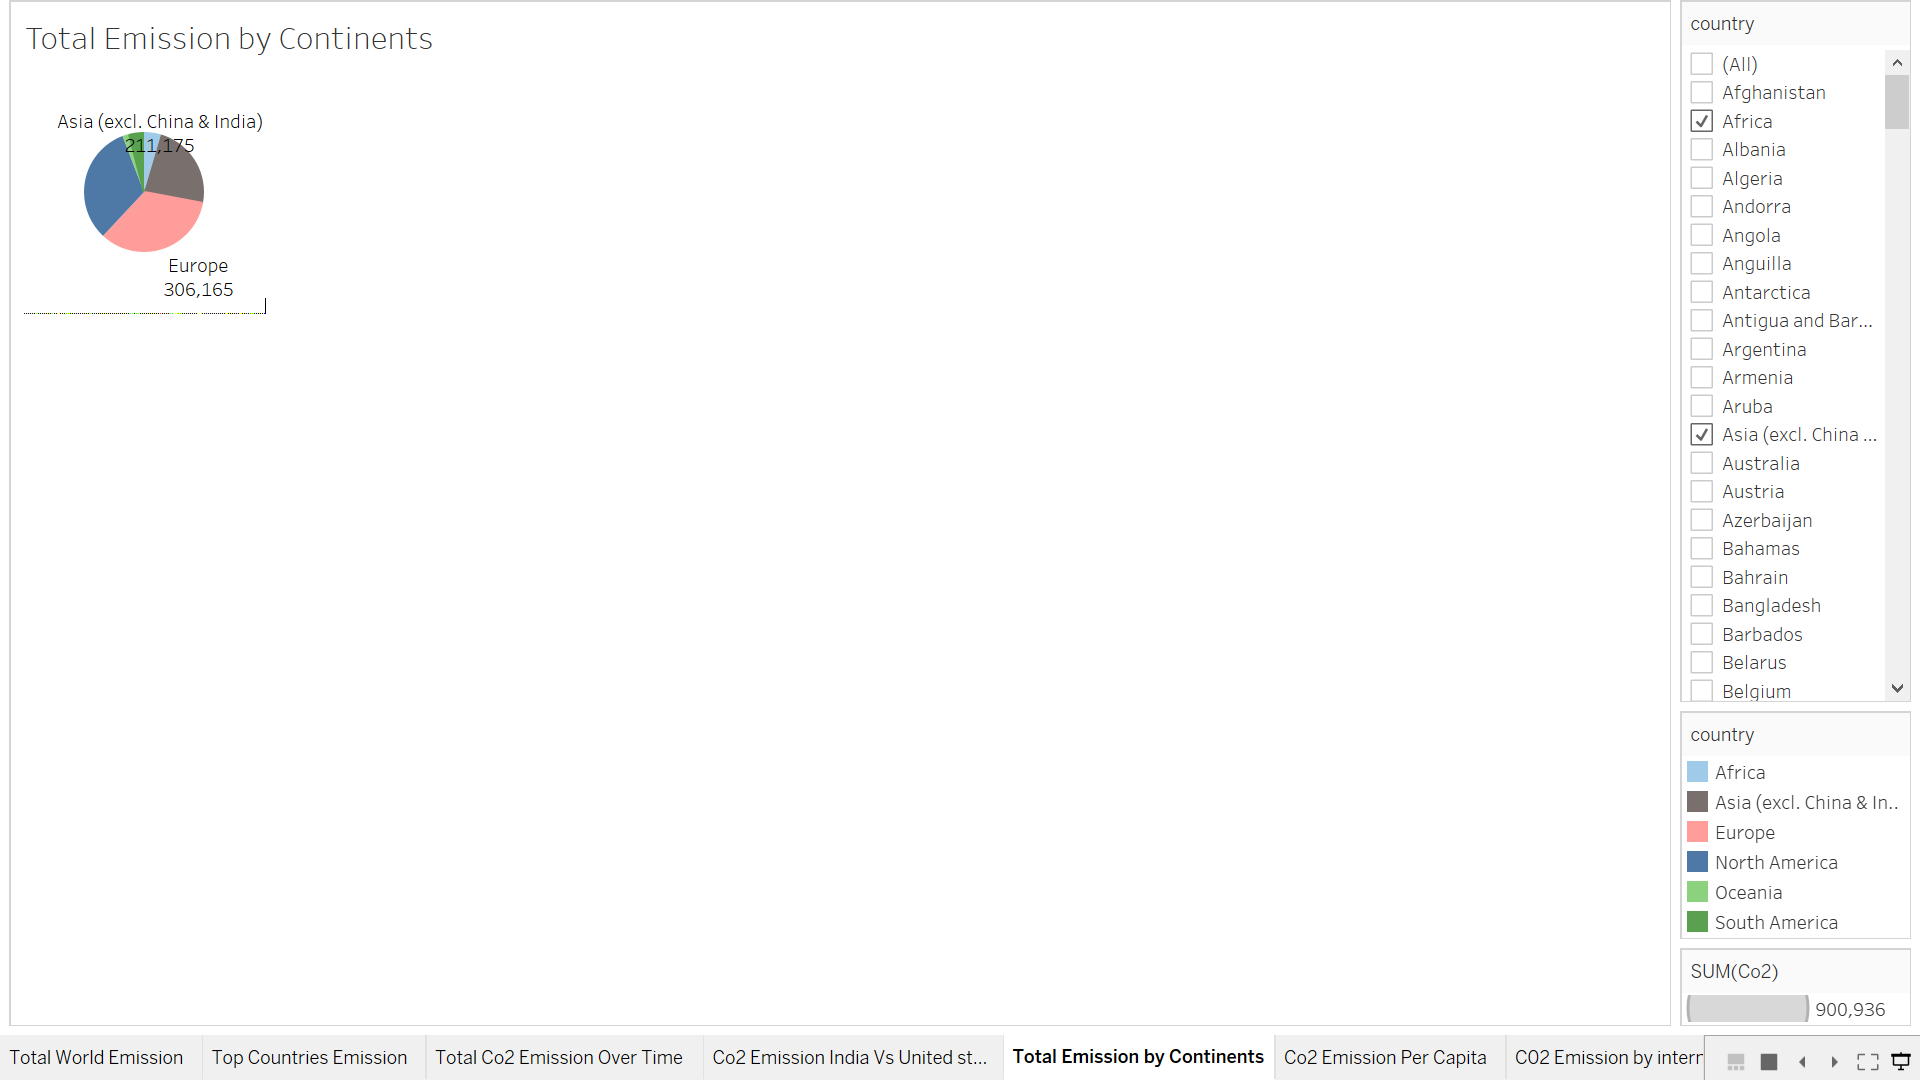 Total Emission by Continents
Asia (excl. China & India)
211,175
Europe
306,165
country
(All)
Afghanistan
Africa
Albania
Algeria
Andorra
Angola
Anguilla
Antarctica
Antigua and Bar...
Argentina
Armenia
Aruba
Asia (excl. China ...
Australia
Austria
Azerbaijan
Bahamas
Bahrain
Bangladesh
Barbados
Belarus
Belgium
country
Africa
Asia (excl. China & In..
Europe
North America
Oceania
South America
SUM(Co2)
900,936
Total World Emission
Top Countries Emission
Total Co2 Emission Over Time
Co2 Emission India Vs United st...
Total Emission by Continents
Co2 Emission Per Capita
C02 Emission by intern